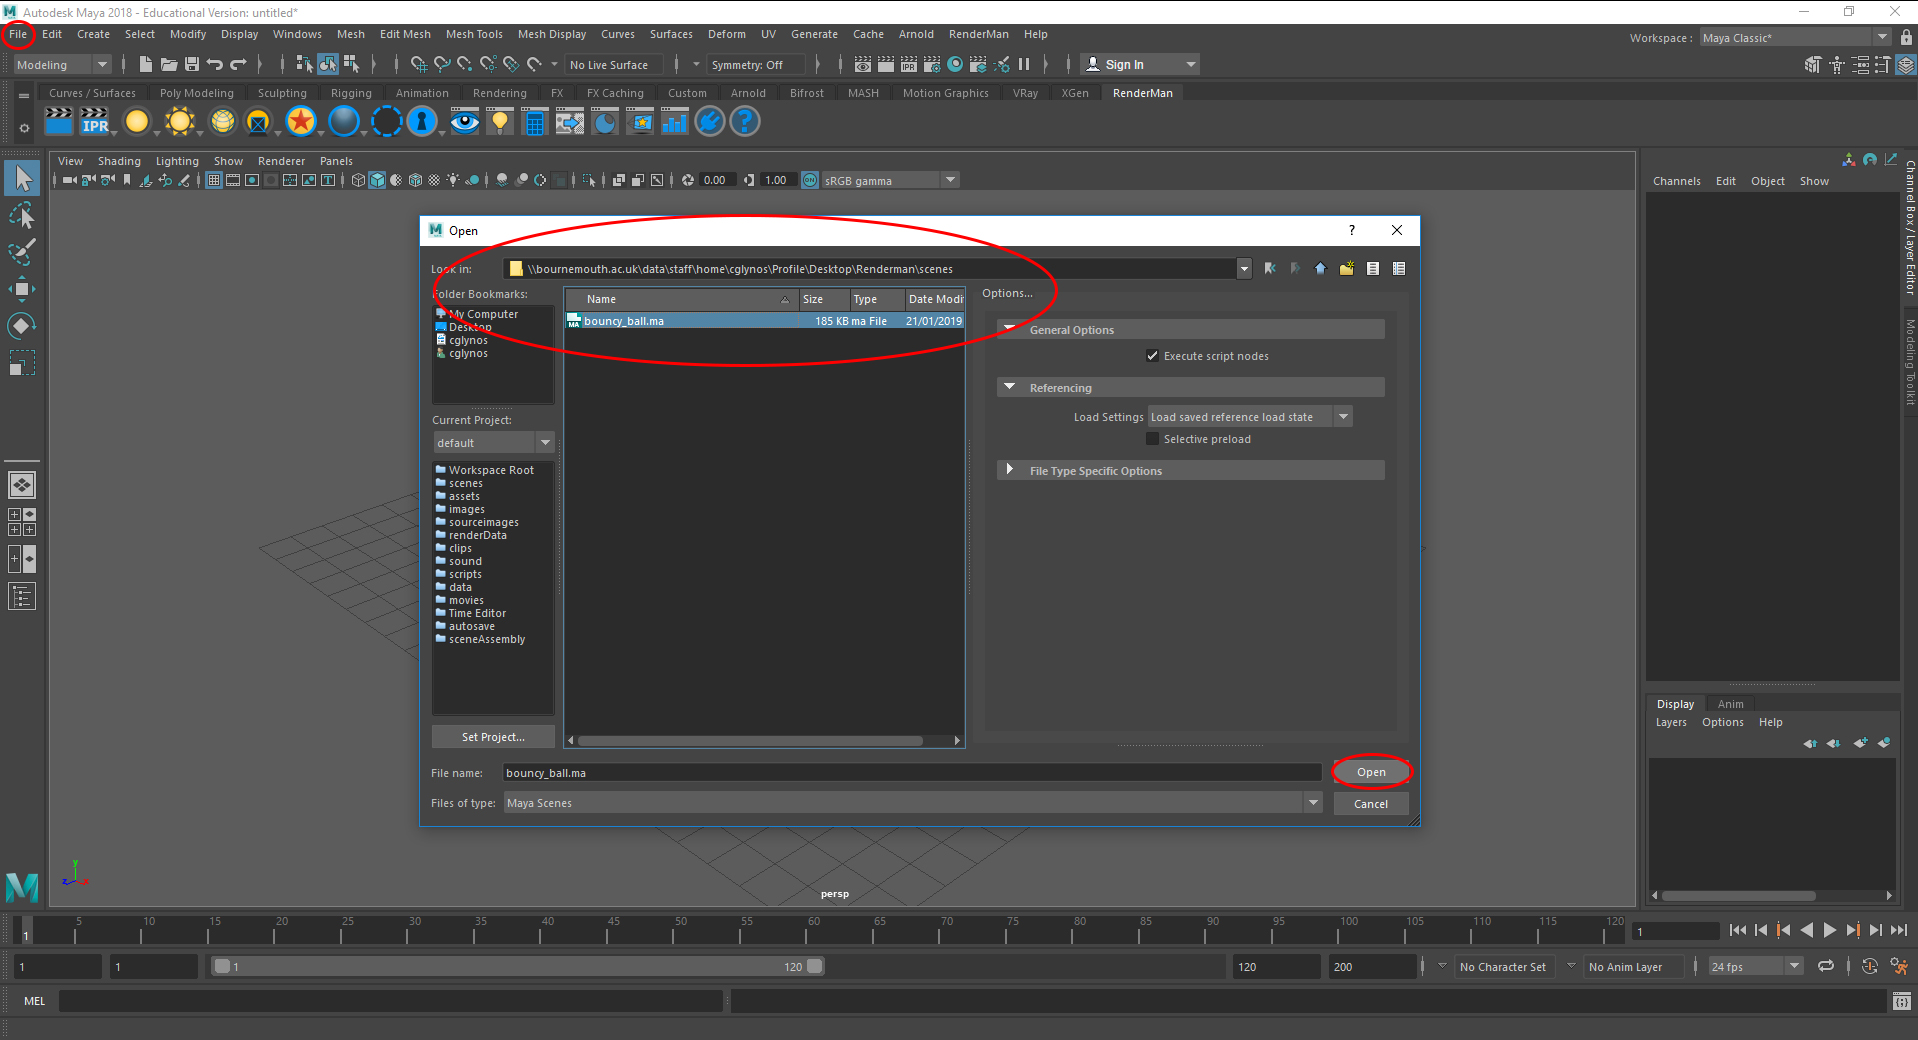 Autodesk Maya 2018 - Educational Version: untitled*
File Edit Create Select Modify Display Windows Mesh Edit Mesh Mesh Tools Mesh Display Curves Surfaces Deform UV Generate Cache Arnold RenderMan Help
Workspace : Maya Classic*
Modeling No Live Surface Symmetry: Off IPR Sign In
Curves / Surfaces Poly Modeling Sculpting Rigging Animation Rendering FX FX Caching Custom Arnold Bifrost MASH Motion Graphics VRay XGen RenderMan
IPR
View Shading Lighting Show Renderer Panels
0.00 1.00 ON sRGB gamma
Channels Edit Object Show
Channel Box / Layer Editor
Modeling Toolkit
Open
Look in: \\bournemouth.ac.uk\data\staff\home\cglynos\Profile\Desktop\Renderman\scenes
Folder Bookmarks:
My Computer
Desktop
cglynos
cglynos
Name Size Type Date Modi
MA bouncy_ball.ma 185 KB ma File 21/01/2019
Options...
General Options
Execute script nodes
Referencing
Load Settings Load saved reference load state
Selective preload
File Type Specific Options
Current Project:
default
Workspace Root
scenes
assets
images
sourceimages
renderData
clips
sound
scripts
data
movies
Time Editor
autosave
sceneAssembly
Set Project...
File name: bouncy_ball.ma Open
Files of type: Maya Scenes Cancel
Display Anim
Layers Options Help
y
z x
persp
1 5 10 15 20 25 30 35 40 45 50 55 60 65 70 75 80 85 90 95 100 105 110 115 120 1
1 1 1 120 120 200 No Character Set No Anim Layer 24 fps
MEL